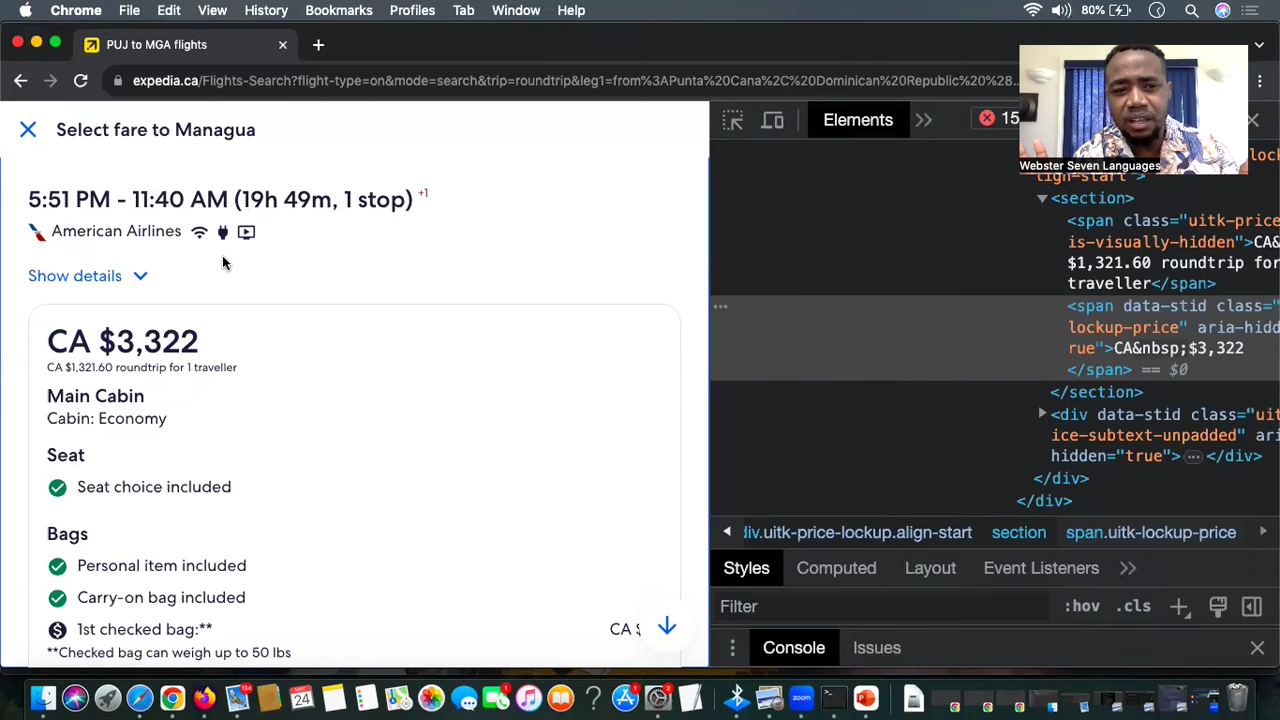 Chrome File Edit View History Bookmarks Profiles Tab Window Help
80%
PUJ to MGA flights
expedia.ca/Flights-Search?flight-type=on&mode=search&trip=roundtrip&leg1=from%3APunta%20Cana%2C%20Dominican%20Republic%20%28...
Select fare to Managua
5:51 PM - 11:40 AM (19h 49m, 1 stop) +1
American Airlines
Show details
CA $3,322
CA $1,321.60 roundtrip for 1 traveller
Main Cabin
Cabin: Economy
Seat
Seat choice included
Bags
Personal item included
Carry-on bag included
1st checked bag:** CA $
**Checked bag can weigh up to 50 lbs
Elements
15
Webster Seven Languages
lign-start">
<section>
<span class="uitk-price
is-visually-hidden">CA&
$1,321.60 roundtrip for
traveller</span>
<span data-stid class="
lockup-price" aria-hidd
rue">CA&nbsp;$3,322
</span> == $0
</section>
<div data-stid class="uit
ice-subtext-unpadded" ari
hidden="true"> ... </div>
</div>
</div>
div.uitk-price-lockup.align-start section span.uitk-lockup-price
Styles Computed Layout Event Listeners
Filter :hov .cls
Console Issues